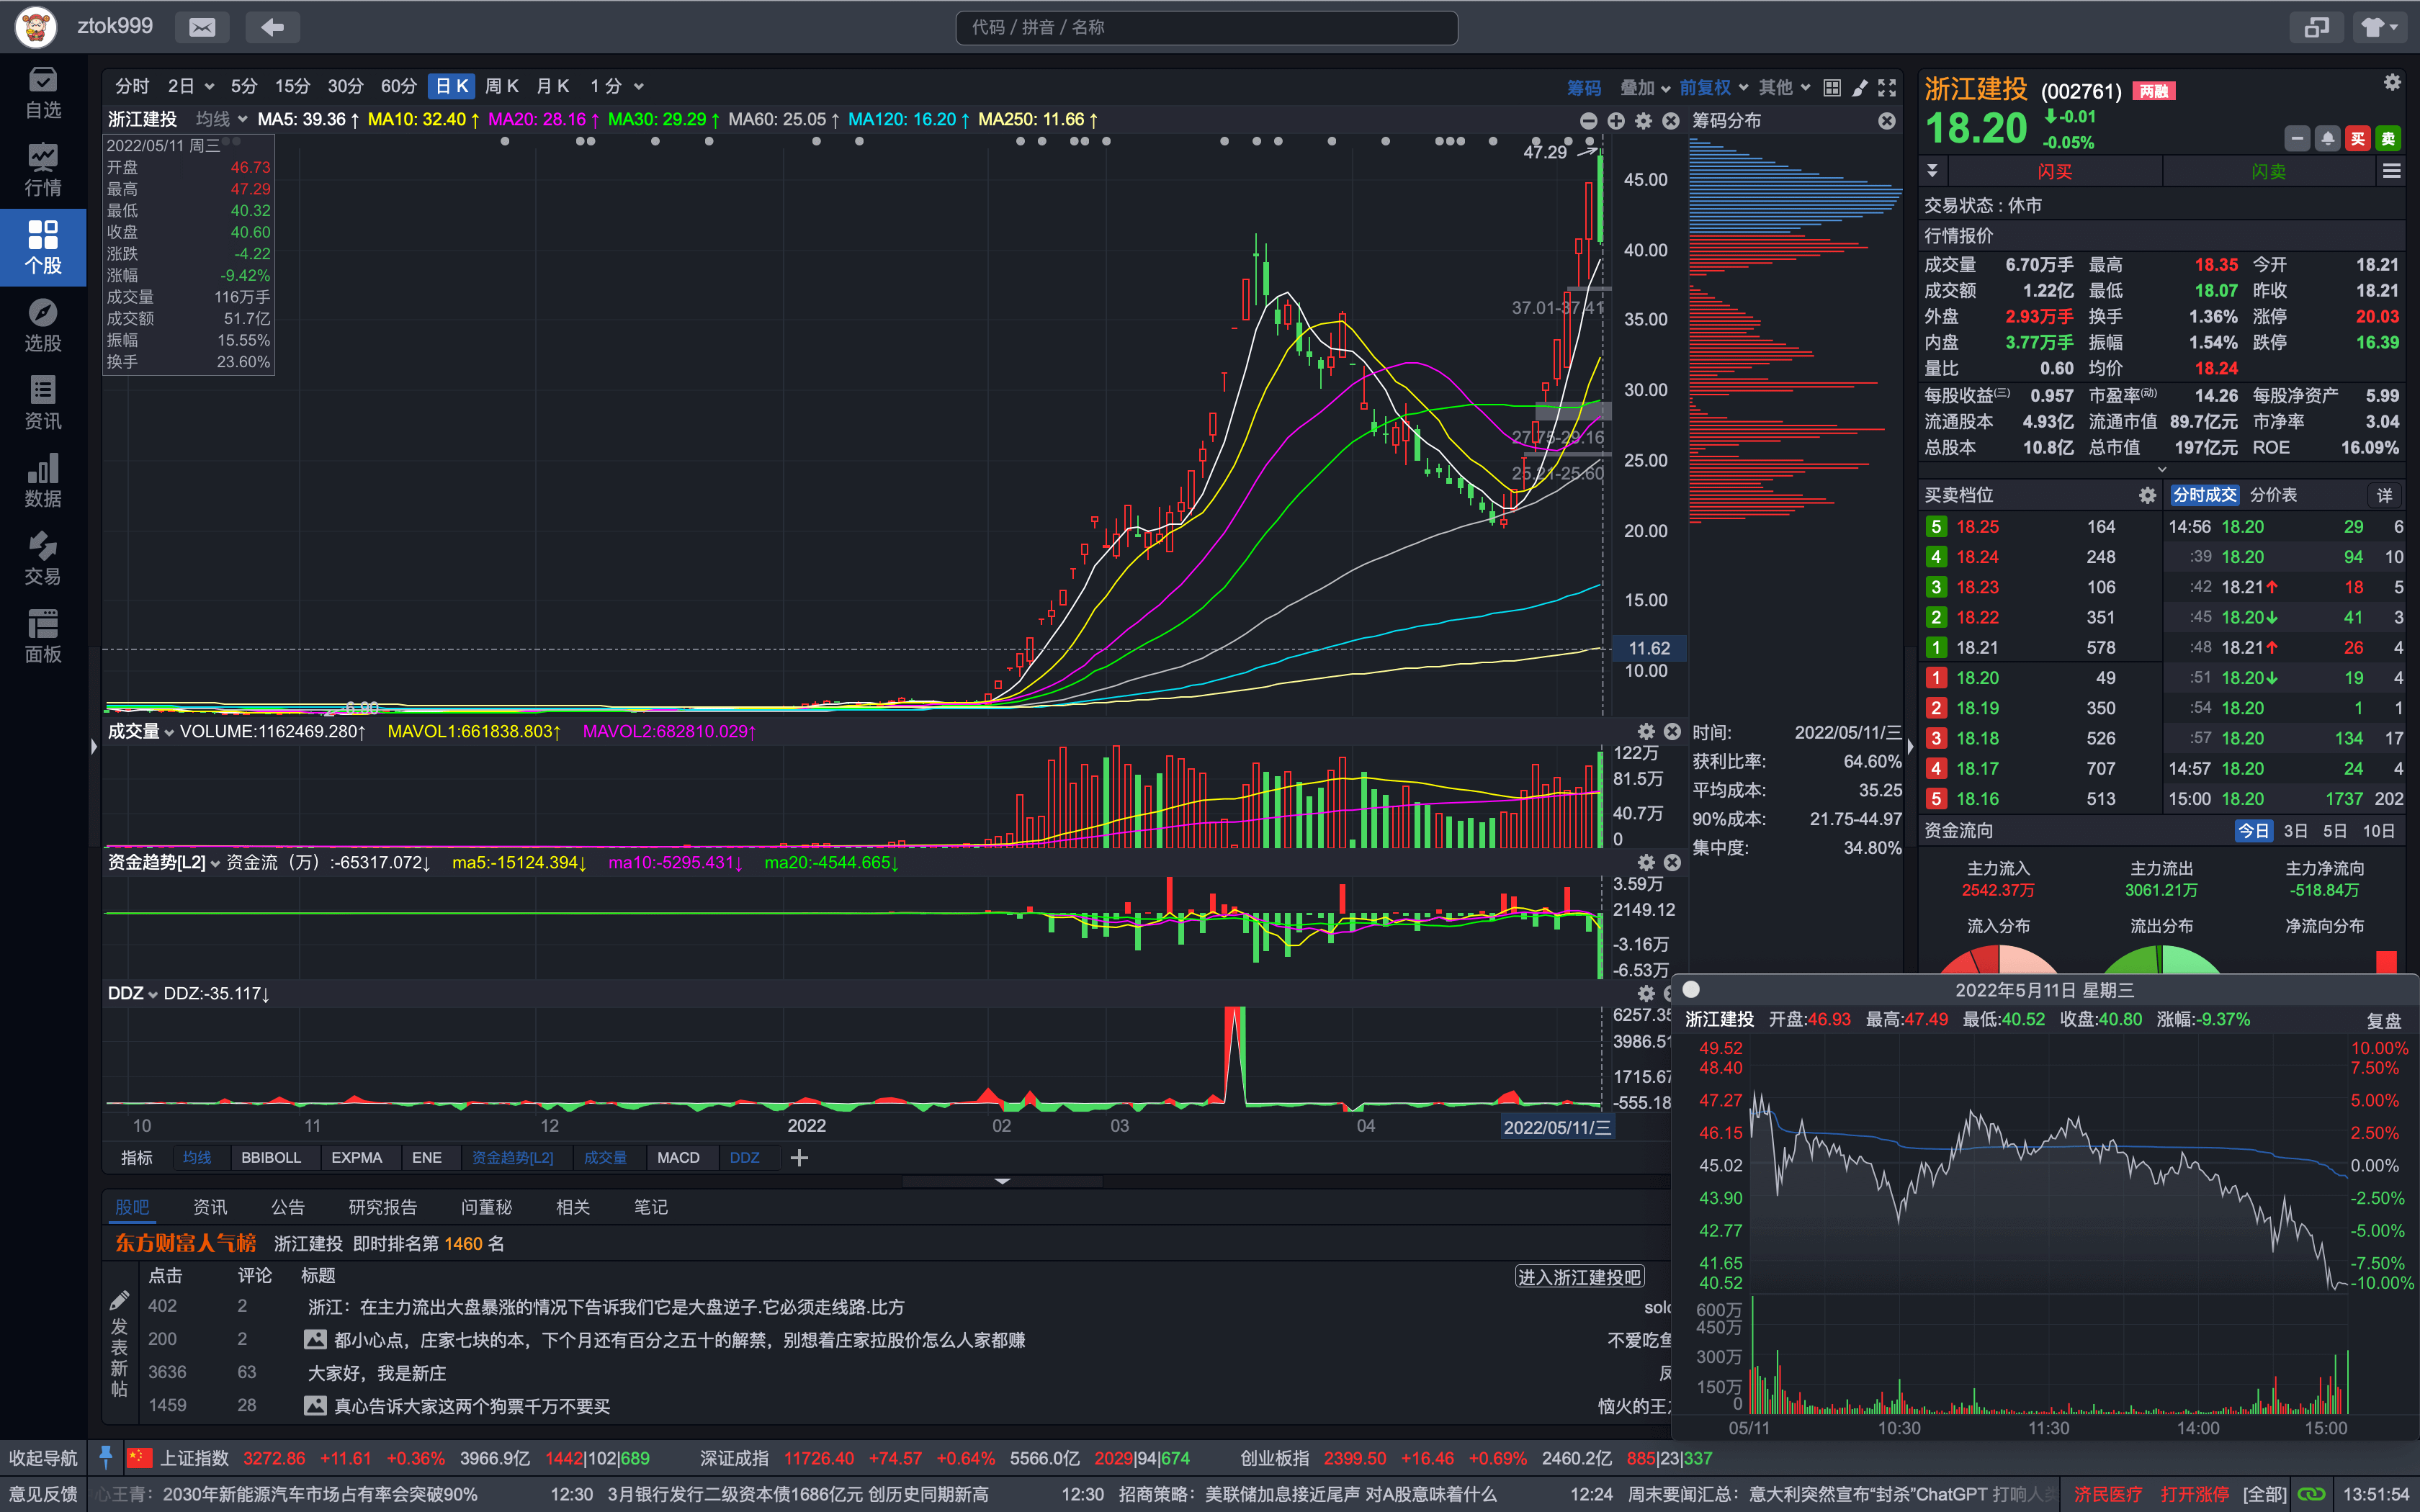 ztok999
代码 / 拼音 / 名称
自选
行情
个股
选股
资讯
数据
交易
面板
分时 2日 5分 15分 30分 60分 日K 周K 月K 1分
筹码 叠加 前复权 其他
浙江建投 均线 MA5: 39.36↑ MA10: 32.40↑ MA20: 28.16↑ MA30: 29.29↑ MA60: 25.05↑ MA120: 16.20↑ MA250: 11.66↑
筹码分布
2022/05/11 周三
开盘 46.73
最高 47.29
最低 40.32
收盘 40.60
涨跌 -4.22
涨幅 -9.42%
成交量 116万手
成交额 51.7亿
振幅 15.55%
换手 23.60%
47.29
45.00
40.00
37.01-37.41
35.00
30.00
27.75-29.16
25.00
25.21-25.60
20.00
15.00
11.62
10.00
6.90
成交量 VOLUME:1162469.280↑ MAVOL1:661838.803↑ MAVOL2:682810.029↑
122万
81.5万
40.7万
0
资金趋势[L2] 资金流（万）:-65317.072↓ ma5:-15124.394↓ ma10:-5295.431↓ ma20:-4544.665↓
3.59万
2149.12
-3.16万
-6.53万
DDZ DDZ:-35.117↓
6257.35
3986.51
1715.67
-555.18
10 11 12 2022 02 03 04 2022/05/11/三
时间: 2022/05/11/三
获利比率: 64.60%
平均成本: 35.25
90%成本: 21.75-44.97
集中度: 34.80%
指标 均线 BBIBOLL EXPMA ENE 资金趋势[L2] 成交量 MACD DDZ
股吧 资讯 公告 研究报告 问董秘 相关 笔记
东方财富人气榜 浙江建投 即时排名第 1460 名
点击 评论 标题
进入浙江建投吧
发表新帖
402 2 浙江：在主力流出大盘暴涨的情况下告诉我们它是大盘逆子.它必须走线路.比方
200 2 都小心点，庄家七块的本，下个月还有百分之五十的解禁，别想着庄家拉股价怎么人家都赚 不爱吃鱼
3636 63 大家好，我是新庄
1459 28 真心告诉大家这两个狗票千万不要买 恼火的王
浙江建投 (002761) 两融
18.20 -0.01
-0.05%
买 卖
闪买 闪卖
交易状态 : 休市
行情报价
成交量 6.70万手 最高 18.35 今开 18.21
成交额 1.22亿 最低 18.07 昨收 18.21
外盘 2.93万手 换手 1.36% 涨停 20.03
内盘 3.77万手 振幅 1.54% 跌停 16.39
量比 0.60 均价 18.24
每股收益(三) 0.957 市盈率(动) 14.26 每股净资产 5.99
流通股本 4.93亿 流通市值 89.7亿元 市净率 3.04
总股本 10.8亿 总市值 197亿元 ROE 16.09%
买卖档位 分时成交 分价表 详
5 18.25 164 14:56 18.20 29 6
4 18.24 248 :39 18.20 94 10
3 18.23 106 :42 18.21↑ 18 5
2 18.22 351 :45 18.20↓ 41 3
1 18.21 578 :48 18.21↑ 26 4
1 18.20 49 :51 18.20↓ 19 4
2 18.19 350 :54 18.20 1 1
3 18.18 526 :57 18.20 134 17
4 18.17 707 14:57 18.20 24 4
5 18.16 513 15:00 18.20 1737 202
资金流向 今日 3日 5日 10日
主力流入 主力流出 主力净流向
2542.37万 3061.21万 -518.84万
流入分布 流出分布 净流向分布
2022年5月11日 星期三
浙江建投 开盘:46.93 最高:47.49 最低:40.52 收盘:40.80 涨幅:-9.37% 复盘
49.52 10.00%
48.40 7.50%
47.27 5.00%
46.15 2.50%
45.02 0.00%
43.90 -2.50%
42.77 -5.00%
41.65 -7.50%
40.52 -10.00%
600万
450万
300万
150万
0
05/11 10:30 11:30 14:00 15:00
收起导航 上证指数 3272.86 +11.61 +0.36% 3966.9亿 1442|102|689 深证成指 11726.40 +74.57 +0.64% 5566.0亿 2029|94|674 创业板指 2399.50 +16.46 +0.69% 2460.2亿 885|23|337
意见反馈 心王青：2030年新能源汽车市场占有率会突破90% 12:30 3月银行发行二级资本债1686亿元 创历史同期新高 12:30 招商策略：美联储加息接近尾声 对A股意味着什么 12:24 周末要闻汇总：意大利突然宣布“封杀”ChatGPT 打响人类 济民医疗 打开涨停 [全部] 13:51:54